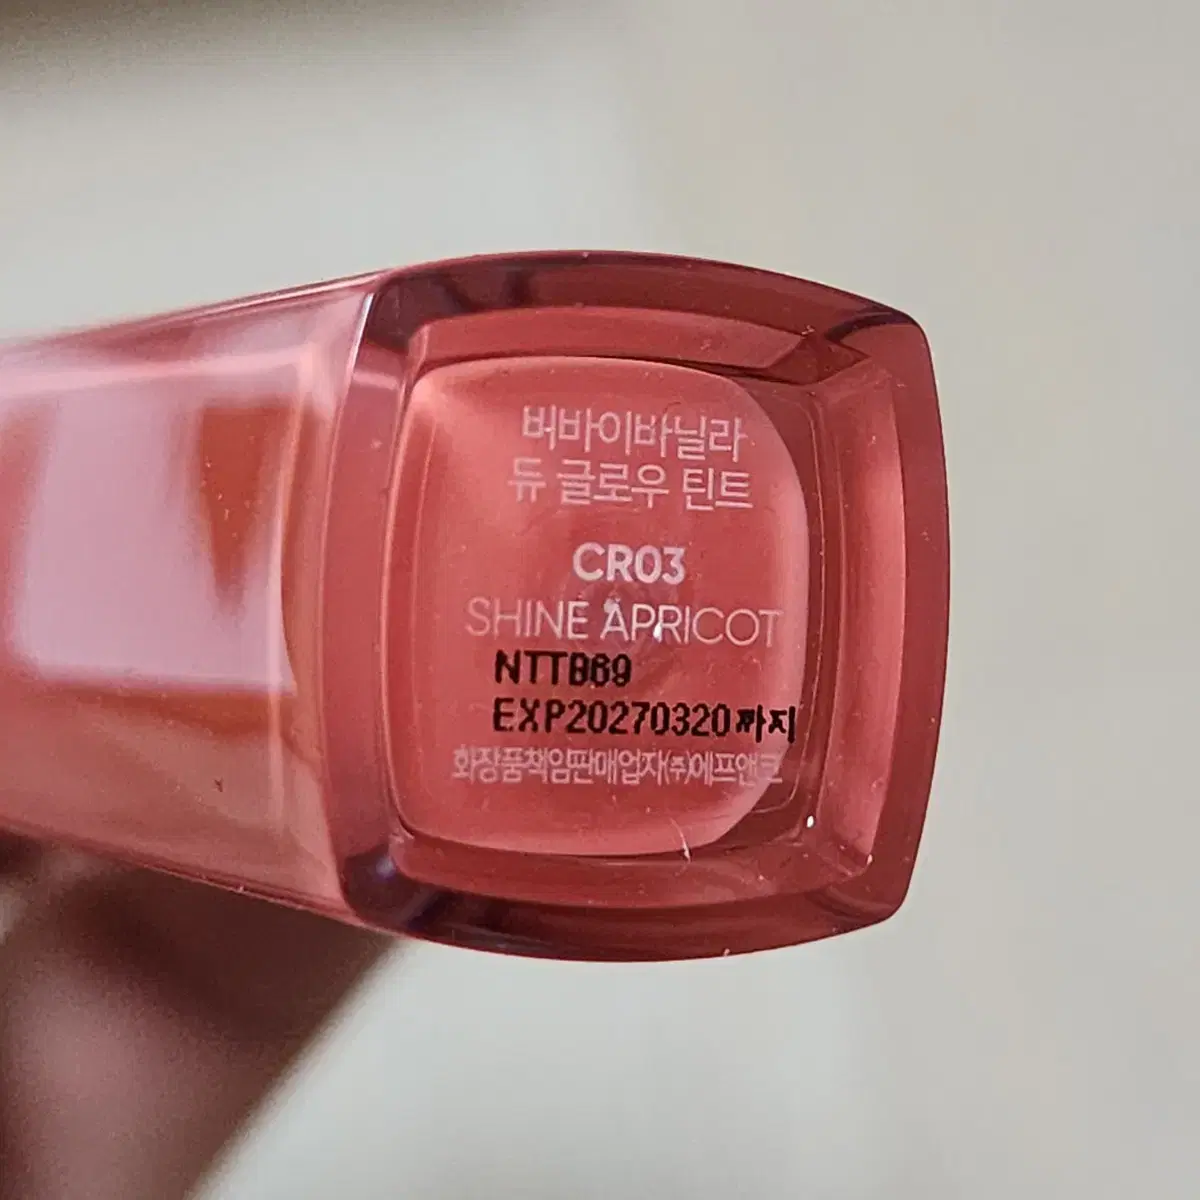 버바이바닐라
듀 글로우 틴트
CR03
SHINE APRICOT
NTTB69
EXP20270320까지
화장품책임판매업자(주)에프앤코